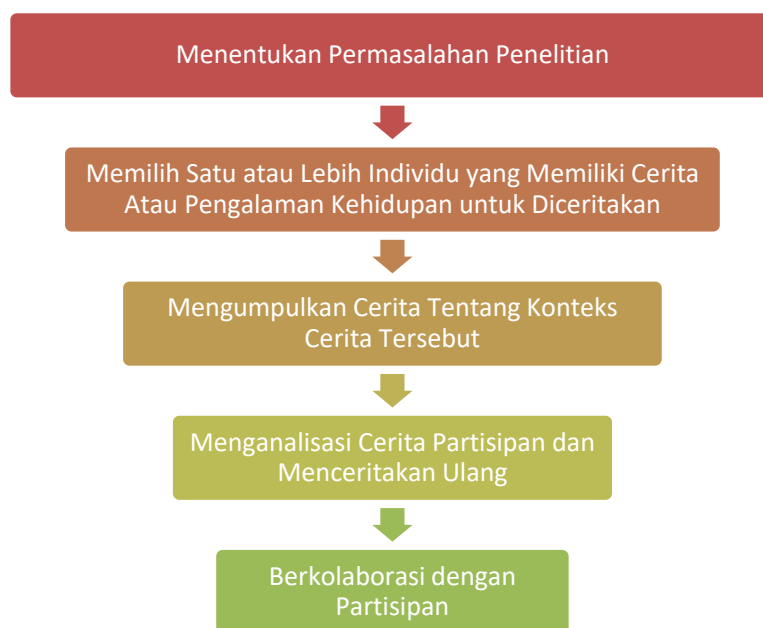 Menentukan Permasalahan Penelitian
Memilih Satu atau Lebih Individu yang Memiliki Cerita
Atau Pengalaman Kehidupan untuk Diceritakan
Mengumpulkan Cerita Tentang Konteks
Cerita Tersebut
Menganalisasi Cerita Partisipan dan
Menceritakan Ulang
Berkolaborasi dengan
Partisipan